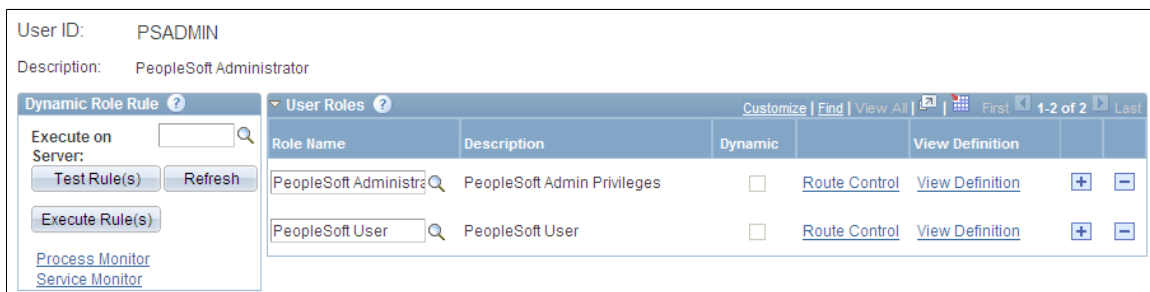 User ID: PSADMIN
Description: PeopleSoft Administrator
Dynamic Role Rule ?
Execute on
Server:
Test Rule(s) Refresh
Execute Rule(s)
Process Monitor
Service Monitor
User Roles ? Customize | Find | View All | | First 1-2 of 2 Last
Role Name Description Dynamic View Definition
PeopleSoft Administra PeopleSoft Admin Privileges Route Control View Definition + -
PeopleSoft User PeopleSoft User Route Control View Definition + -